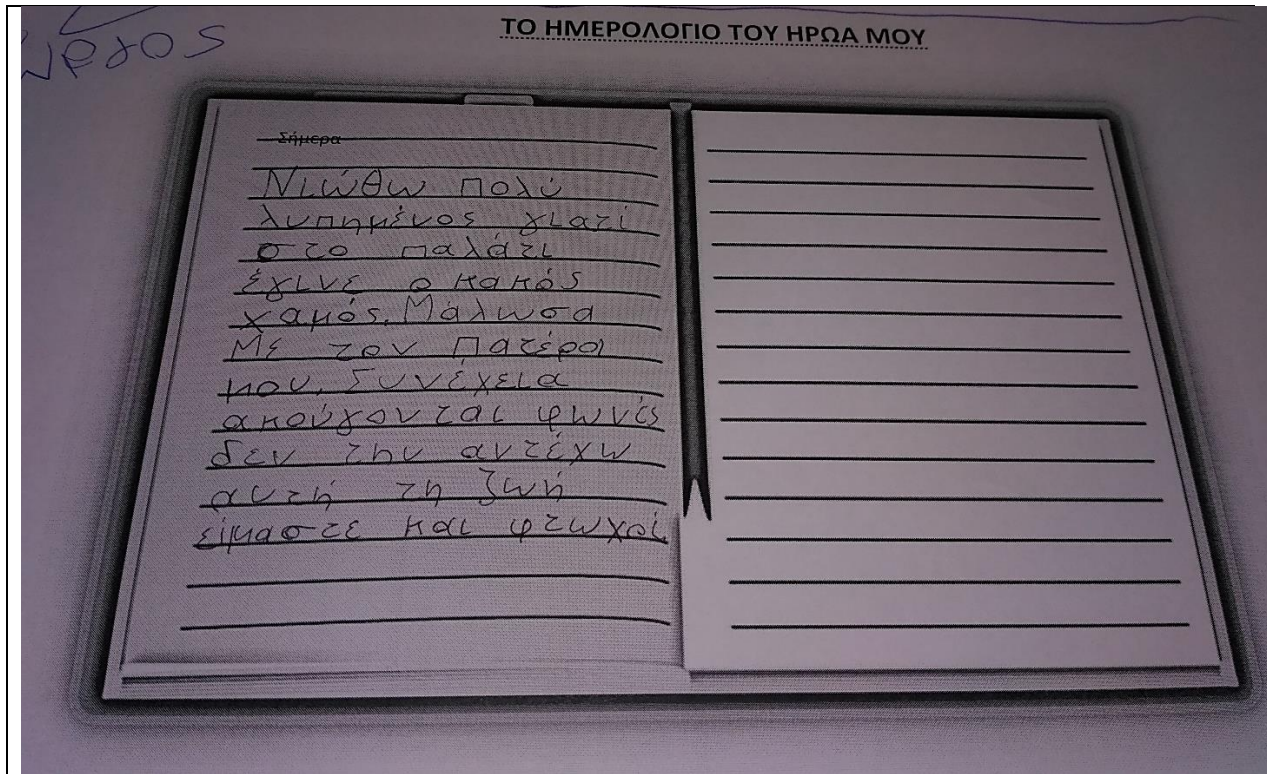 ΤΟ ΗΜΕΡΟΛΟΓΙΟ ΤΟΥ ΗΡΩΑ ΜΟΥ
Σήμερα
Νιώθω πολύ
λυπημένος γιατί
στο παλάτι
έγινε ο κακός
χαμός. Μάλωσα
Με τον Πατέρα
μου. Συνέχεια
ακούγονται φωνές
δεν την αντέχω
αυτή τη ζωή
είμαστε και φτωχοί